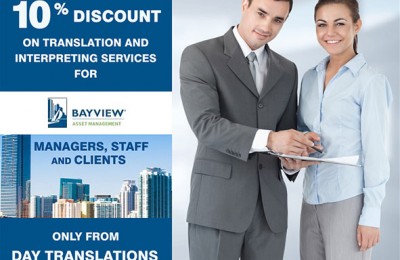 10% DISCOUNT
ON TRANSLATION AND
INTERPRETING SERVICES
FOR
BAYVIEW
ASSET MANAGEMENT
MANAGERS, STAFF
AND CLIENTS
ONLY FROM
DAY TRANSLATIONS